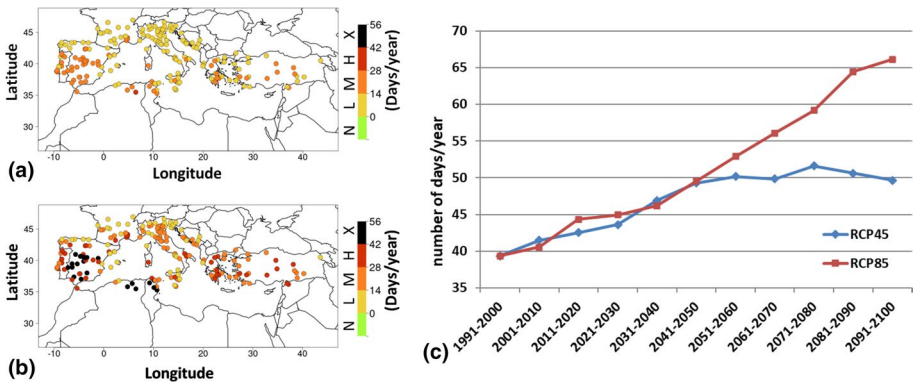 (a)
Latitude
45
40
35
30
-10 0 10 20 30 40
Longitude
N L M H X
56
42
28
14
0
(Days/year)
(b)
Latitude
45
40
35
30
-10 0 10 20 30 40
Longitude
N L M H X
56
42
28
14
0
(Days/year)
(c)
number of days/year
70
65
60
55
50
45
40
35
RCP45
RCP85
1991-2000
2001-2010
2011-2020
2021-2030
2031-2040
2041-2050
2051-2060
2061-2070
2071-2080
2081-2090
2091-2100